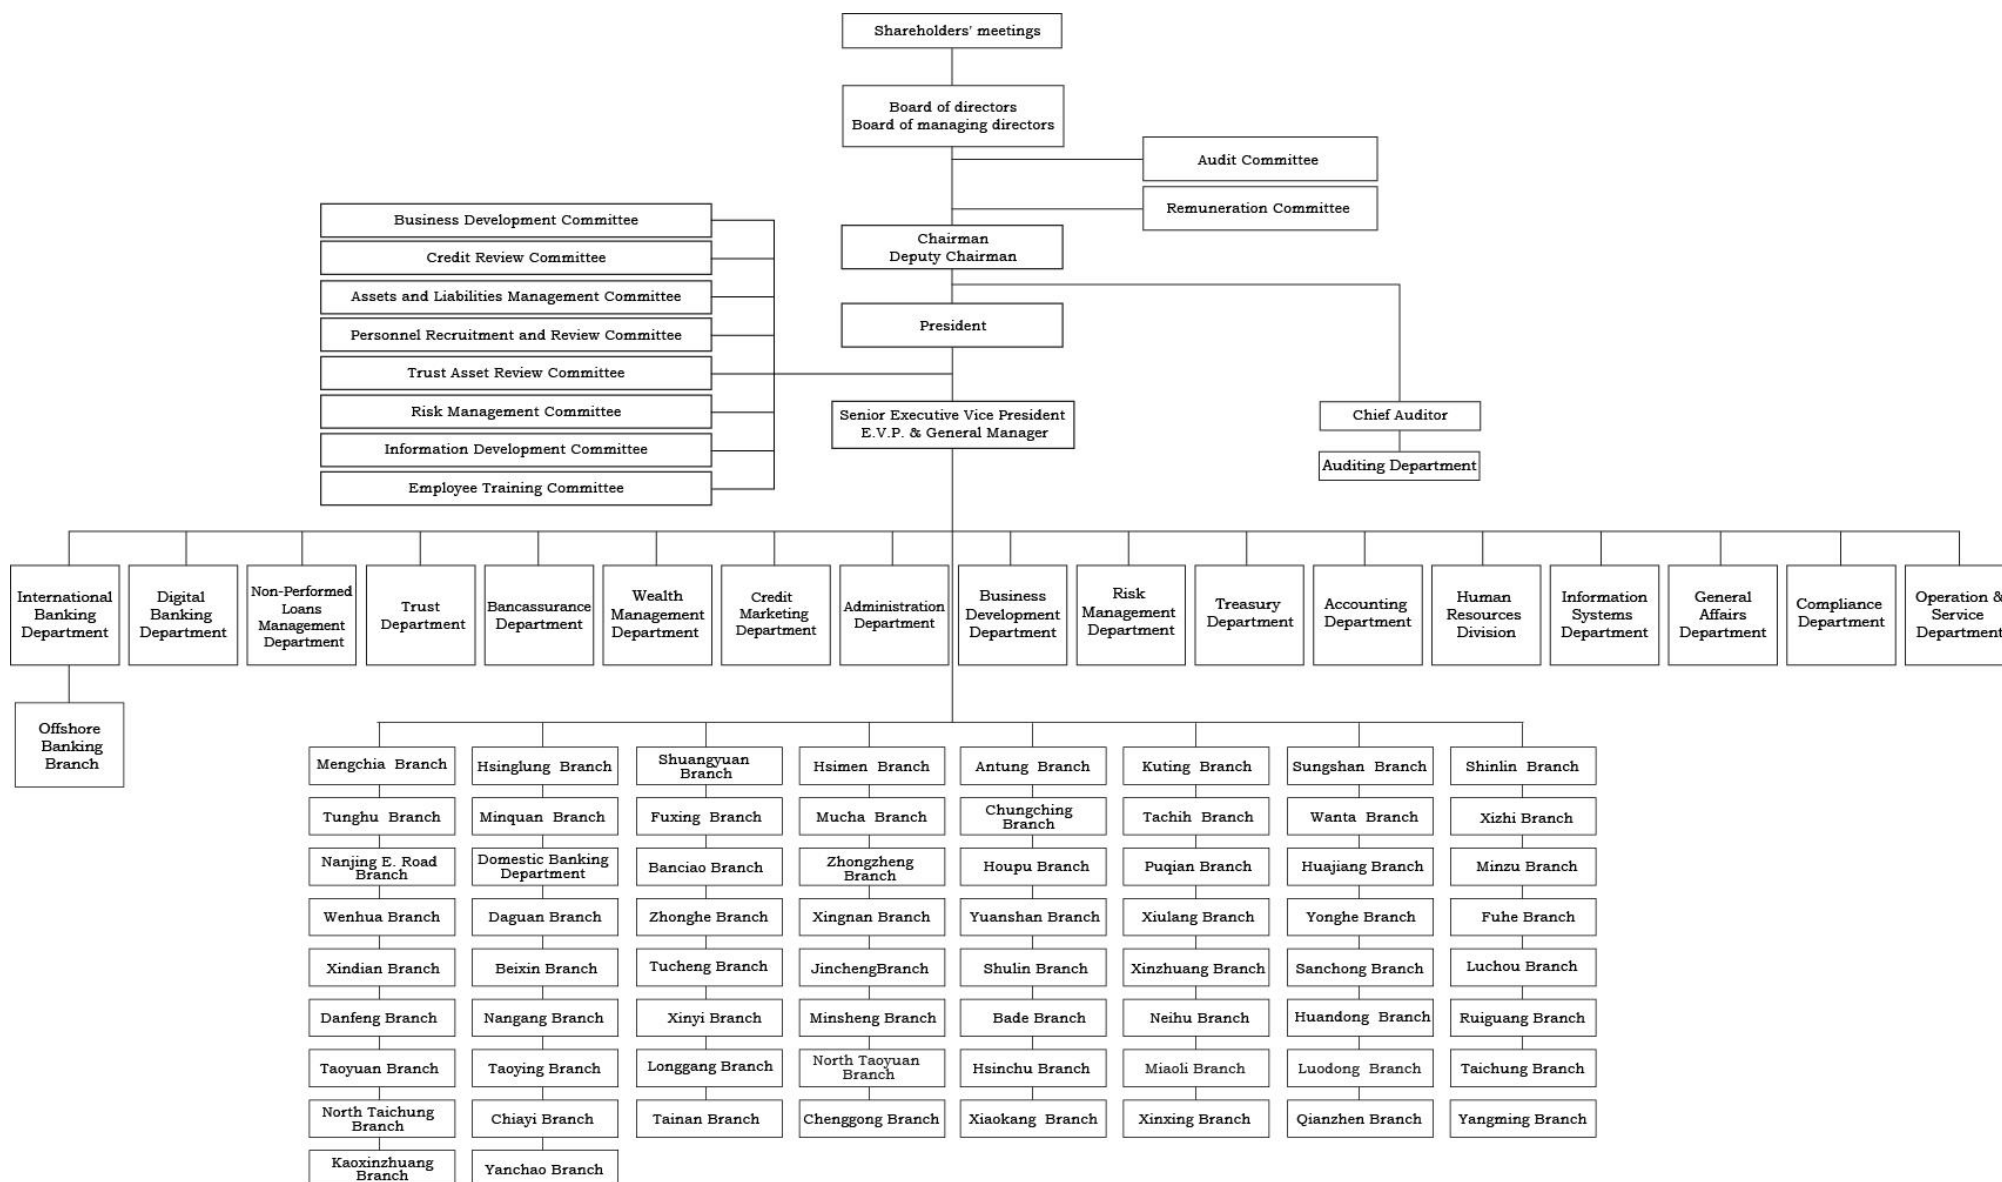 Shareholders' meetings
Board of directors
Board of managing directors
Audit Committee
Remuneration Committee
Business Development Committee
Credit Review Committee
Assets and Liabilities Management Committee
Personnel Recruitment and Review Committee
Trust Asset Review Committee
Risk Management Committee
Information Development Committee
Employee Training Committee
Chairman
Deputy Chairman
President
Senior Executive Vice President
E.V.P. & General Manager
Chief Auditor
Auditing Department
International
Banking
Department
Digital
Banking
Department
Non-Performed
Loans
Management
Department
Trust
Department
Bancassurance
Department
Wealth
Management
Department
Credit
Marketing
Department
Administration
Department
Business
Development
Department
Risk
Management
Department
Treasury
Department
Accounting
Department
Human
Resources
Division
Information
Systems
Department
General
Affairs
Department
Compliance
Department
Operation &
Service
Department
Offshore
Banking
Branch
Mengchia Branch
Hsinglung Branch
Shuangyuan
Branch
Hsimen Branch
Antung Branch
Kuting Branch
Sungshan Branch
Shinlin Branch
Tunghu Branch
Minquan Branch
Fuxing Branch
Mucha Branch
Chungching
Branch
Tachih Branch
Wanta Branch
Xizhi Branch
Nanjing E. Road
Branch
Domestic Banking
Department
Banciao Branch
Zhongzheng
Branch
Houpu Branch
Puqian Branch
Huajiang Branch
Minzu Branch
Wenhua Branch
Daguan Branch
Zhonghe Branch
Xingnan Branch
Yuanshan Branch
Xiulang Branch
Yonghe Branch
Fuhe Branch
Xindian Branch
Beixin Branch
Tucheng Branch
JinchengBranch
Shulin Branch
Xinzhuang Branch
Sanchong Branch
Luchou Branch
Danfeng Branch
Nangang Branch
Xinyi Branch
Minsheng Branch
Bade Branch
Neihu Branch
Huandong Branch
Ruiguang Branch
Taoyuan Branch
Taoying Branch
Longgang Branch
North Taoyuan
Branch
Hsinchu Branch
Miaoli Branch
Luodong Branch
Taichung Branch
North Taichung
Branch
Chiayi Branch
Tainan Branch
Chenggong Branch
Xiaokang Branch
Xinxing Branch
Qianzhen Branch
Yangming Branch
Kaoxinzhuang
Branch
Yanchao Branch